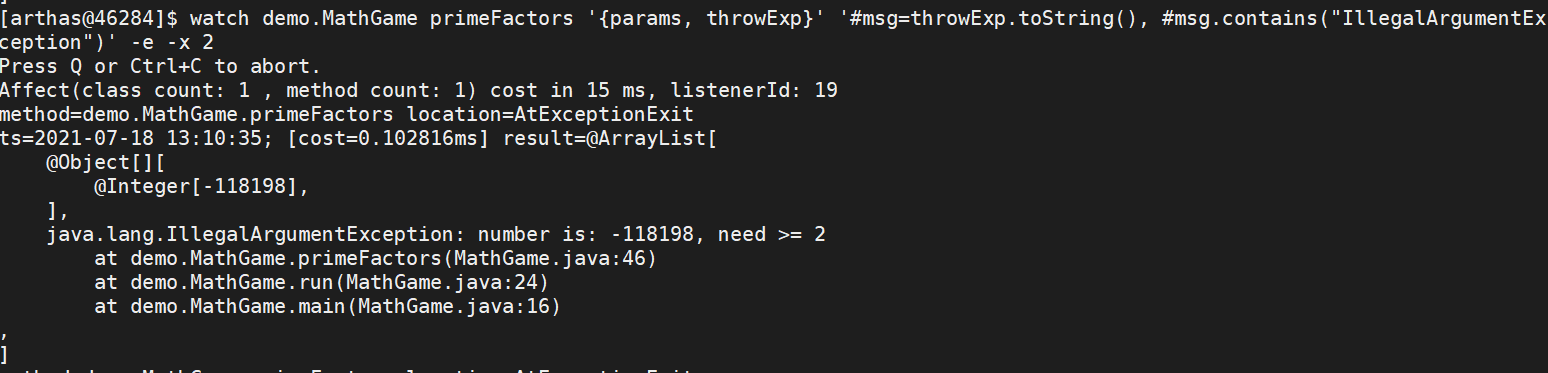 [arthas@46284]$ watch demo.MathGame primeFactors '{params, throwExp}' '#msg=throwExp.toString(), #msg.contains("IllegalArgumentEx
ception")' -e -x 2
Press Q or Ctrl+C to abort.
Affect(class count: 1 , method count: 1) cost in 15 ms, listenerId: 19
method=demo.MathGame.primeFactors location=AtExceptionExit
ts=2021-07-18 13:10:35; [cost=0.102816ms] result=@ArrayList[
    @Object[][
        @Integer[-118198],
    ],
    java.lang.IllegalArgumentException: number is: -118198, need >= 2
        at demo.MathGame.primeFactors(MathGame.java:46)
        at demo.MathGame.run(MathGame.java:24)
        at demo.MathGame.main(MathGame.java:16)
,
]